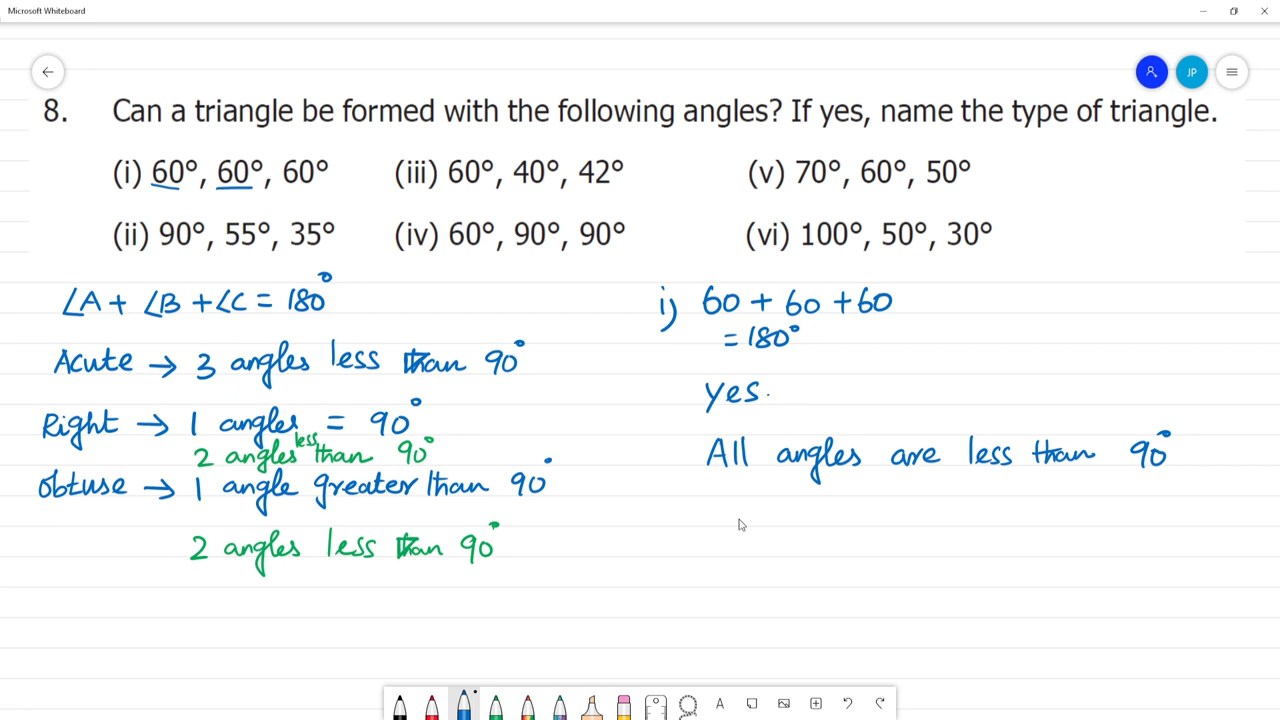 Microsoft Whiteboard
JP
8. Can a triangle be formed with the following angles? If yes, name the type of triangle.
(i) 60°, 60°, 60° (iii) 60°, 40°, 42° (v) 70°, 60°, 50°
(ii) 90°, 55°, 35° (iv) 60°, 90°, 90° (vi) 100°, 50°, 30°
∠A + ∠B + ∠C = 180°
Acute → 3 angles less than 90°
Right → 1 angles = 90°
2 angles less than 90°
Obtuse → 1 angle greater than 90°
2 angles less than 90°
i) 60 + 60 + 60
= 180°
Yes.
All angles are less than 90°
A